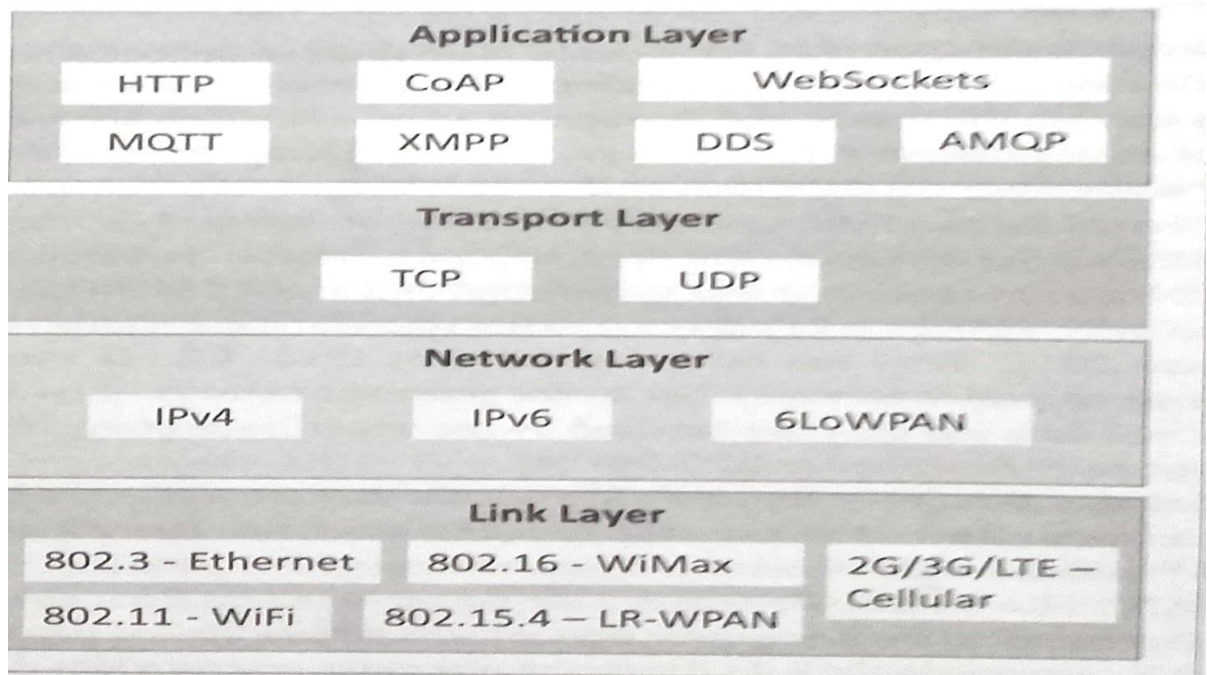 Application Layer
HTTP CoAP WebSockets
MQTT XMPP DDS AMQP
Transport Layer
TCP UDP
Network Layer
IPv4 IPv6 6LoWPAN
Link Layer
802.3 - Ethernet 802.16 - WiMax 2G/3G/LTE –
Cellular
802.11 - WiFi 802.15.4 – LR-WPAN